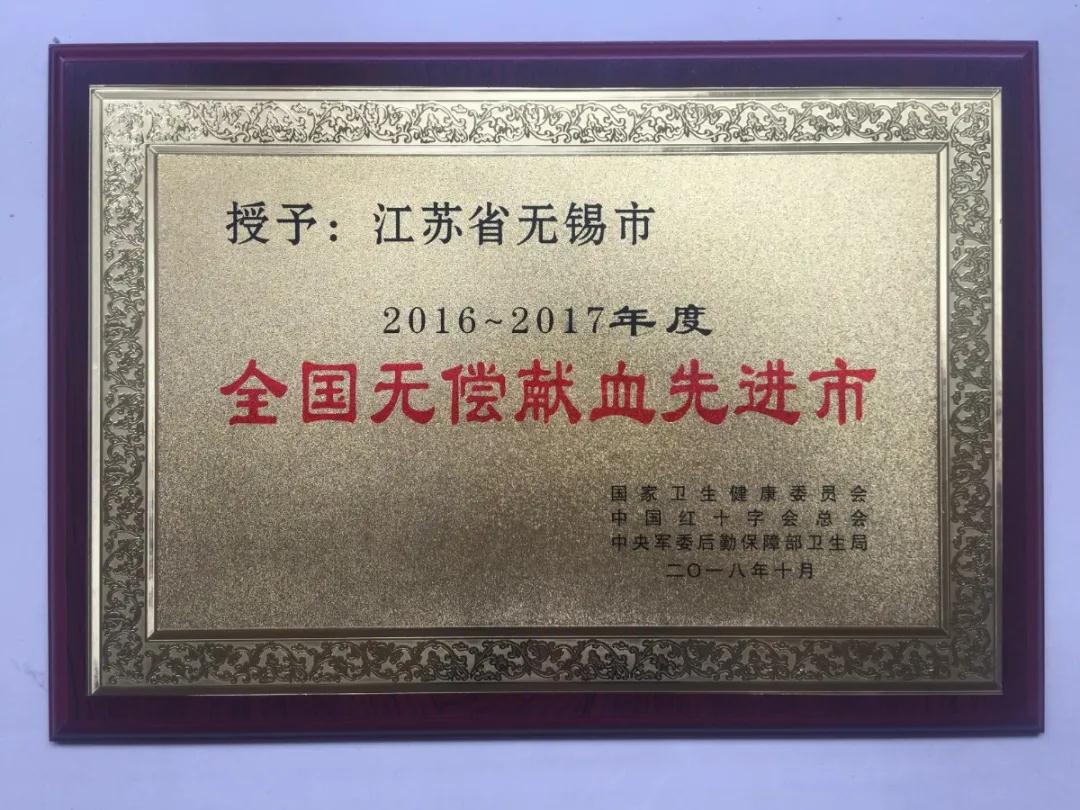 授予：江苏省无锡市
2016~2017年度
全国无偿献血先进市
国家卫生健康委员会
中国红十字会总会
中央军委后勤保障部卫生局
二〇一八年十月